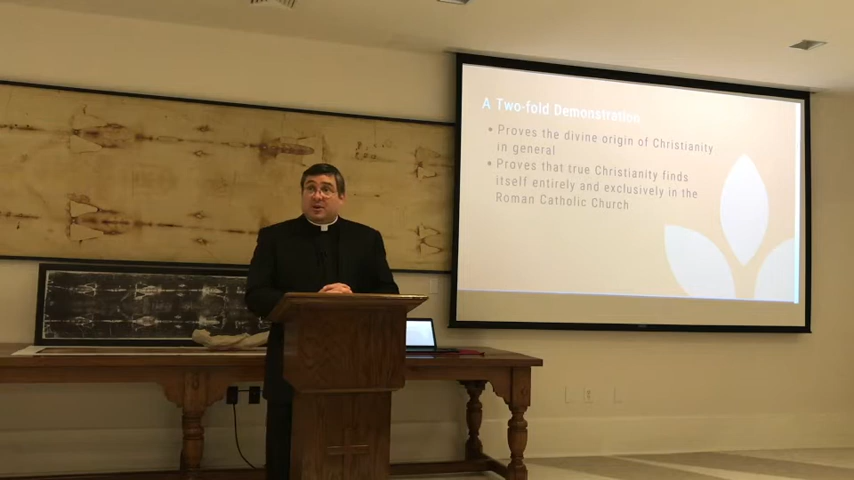 A Two-fold Demonstration
• Proves the divine origin of Christianity
in general
• Proves that true Christianity finds
itself entirely and exclusively in the
Roman Catholic Church